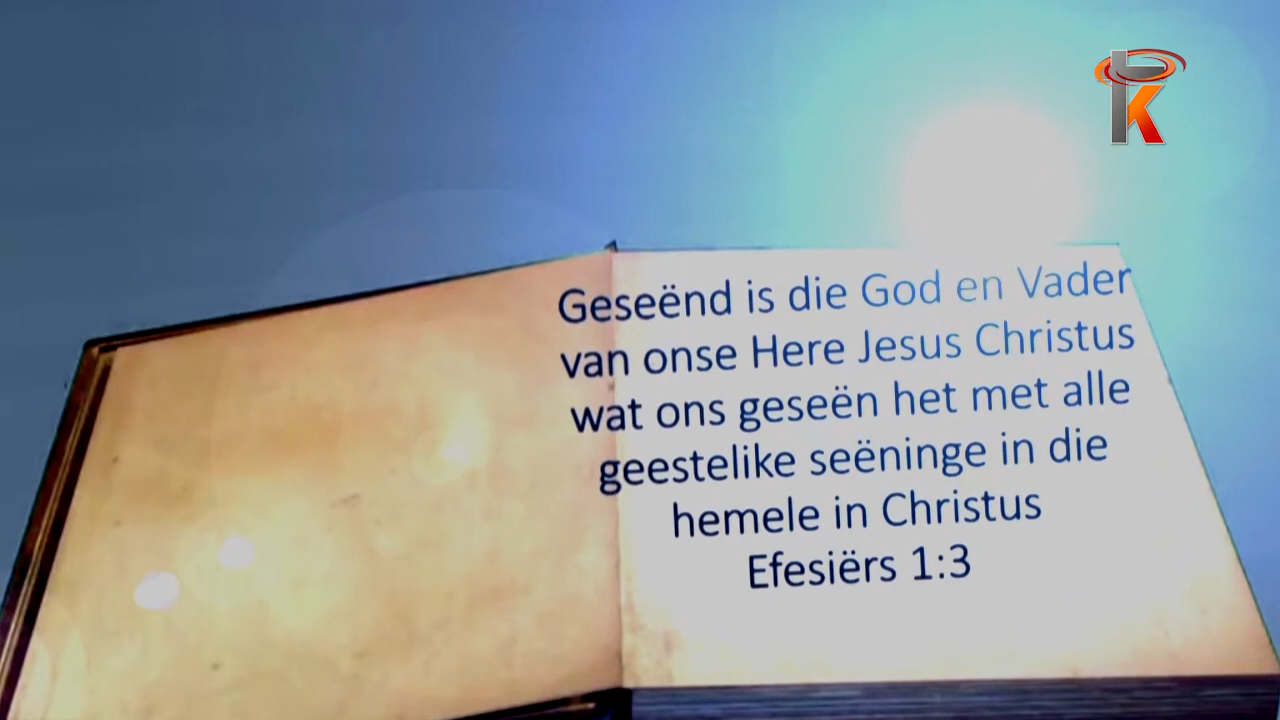 Geseënd is die God en Vader
van onse Here Jesus Christus
wat ons geseën het met alle
geestelike seëninge in die
hemele in Christus
Efesiërs 1:3